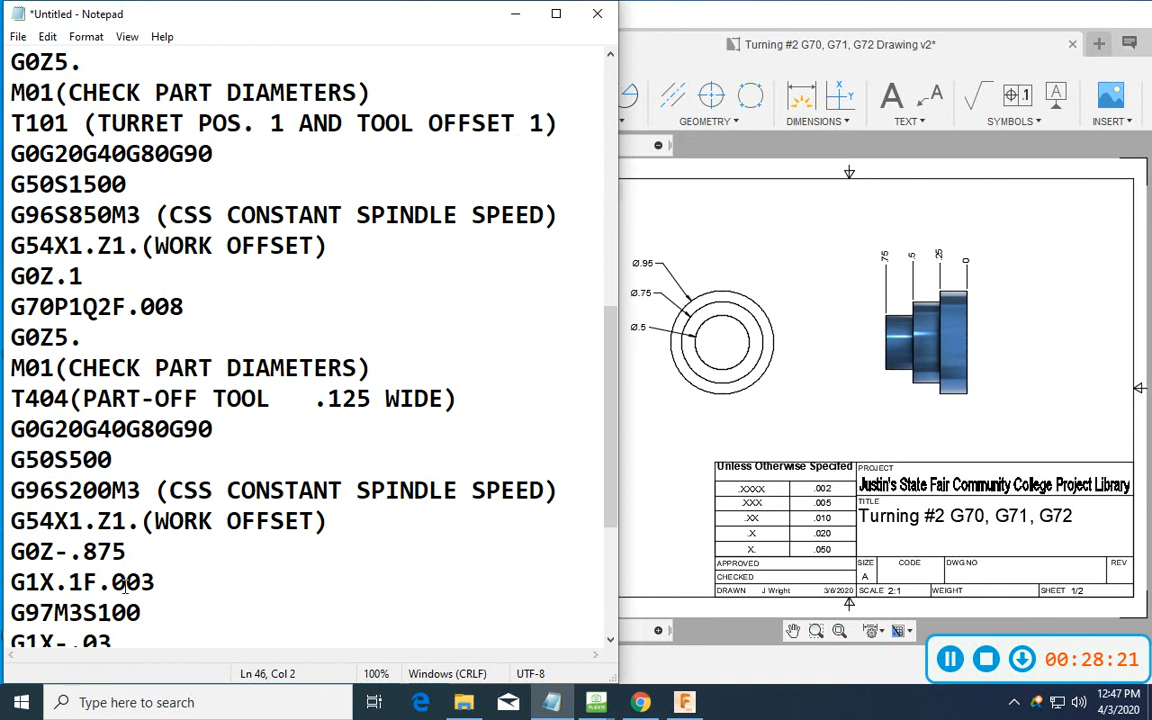 *Untitled - Notepad
File Edit Format View Help
G0Z5.
M01(CHECK PART DIAMETERS)
T101 (TURRET POS. 1 AND TOOL OFFSET 1)
G0G20G40G80G90
G50S1500
G96S850M3 (CSS CONSTANT SPINDLE SPEED)
G54X1.Z1.(WORK OFFSET)
G0Z.1
G70P1Q2F.008
G0Z5.
M01(CHECK PART DIAMETERS)
T404(PART-OFF TOOL .125 WIDE)
G0G20G40G80G90
G50S500
G96S200M3 (CSS CONSTANT SPINDLE SPEED)
G54X1.Z1.(WORK OFFSET)
G0Z-.875
G1X.1F.003
G97M3S100
G1X-.03
Ln 46, Col 2 100% Windows (CRLF) UTF-8
Turning #2 G70, G71, G72 Drawing v2*
GEOMETRY DIMENSIONS TEXT SYMBOLS INSERT
Ø.95
Ø.75
Ø.5
.75 .5 .25 0
Unless Otherwise Specifed
.XXXX .002
.XXX .005
.XX .010
.X .020
X. .050
APPROVED
CHECKED
DRAWN J Wright 3/6/2020
PROJECT
Justin's State Fair Community College Project Library
TITLE
Turning #2 G70, G71, G72
SIZE CODE DWG NO REV
A
SCALE 2:1 WEIGHT SHEET 1/2
00:28:21
Type here to search
12:47 PM
4/3/2020